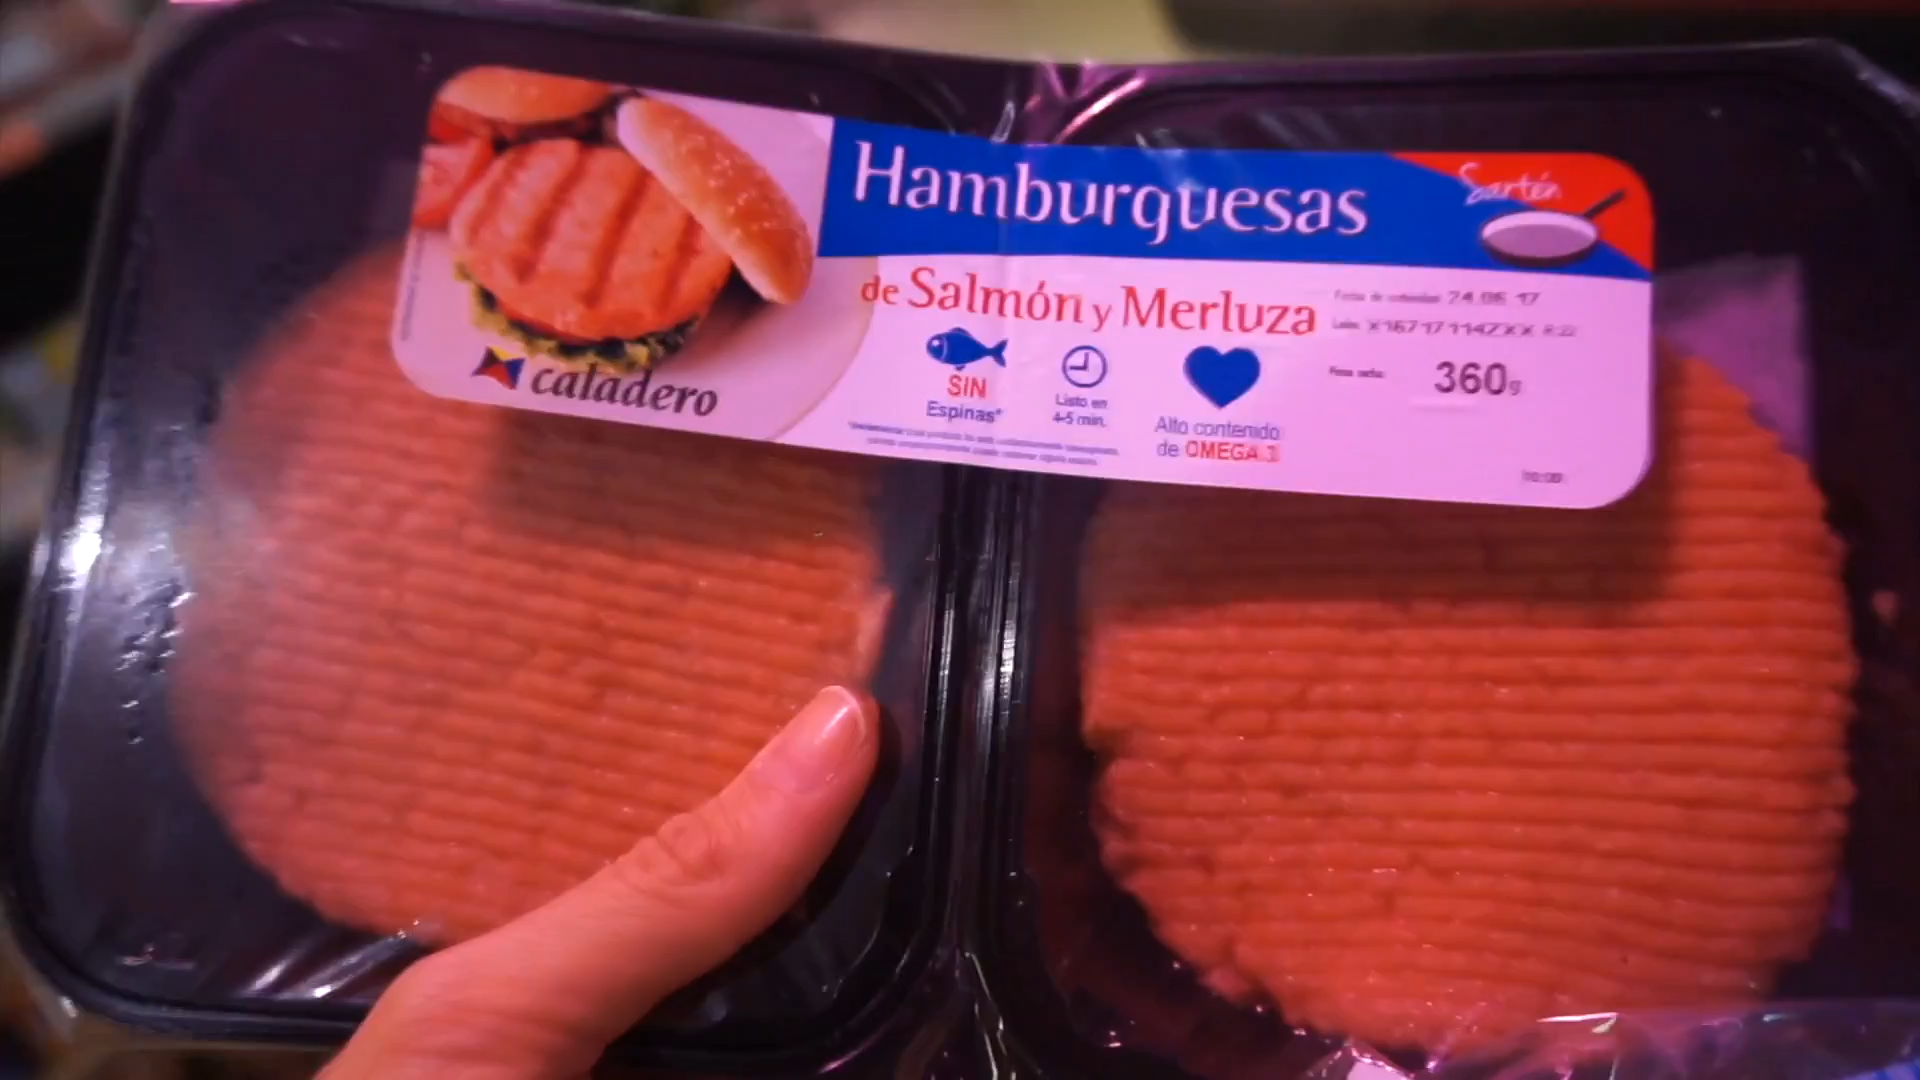 Hamburguesas
Sartén
de Salmón y Merluza
24 06 17
SIN
Espinas*
Listo en
4-5 min.
Alto contenido
de OMEGA 3
360g
caladero